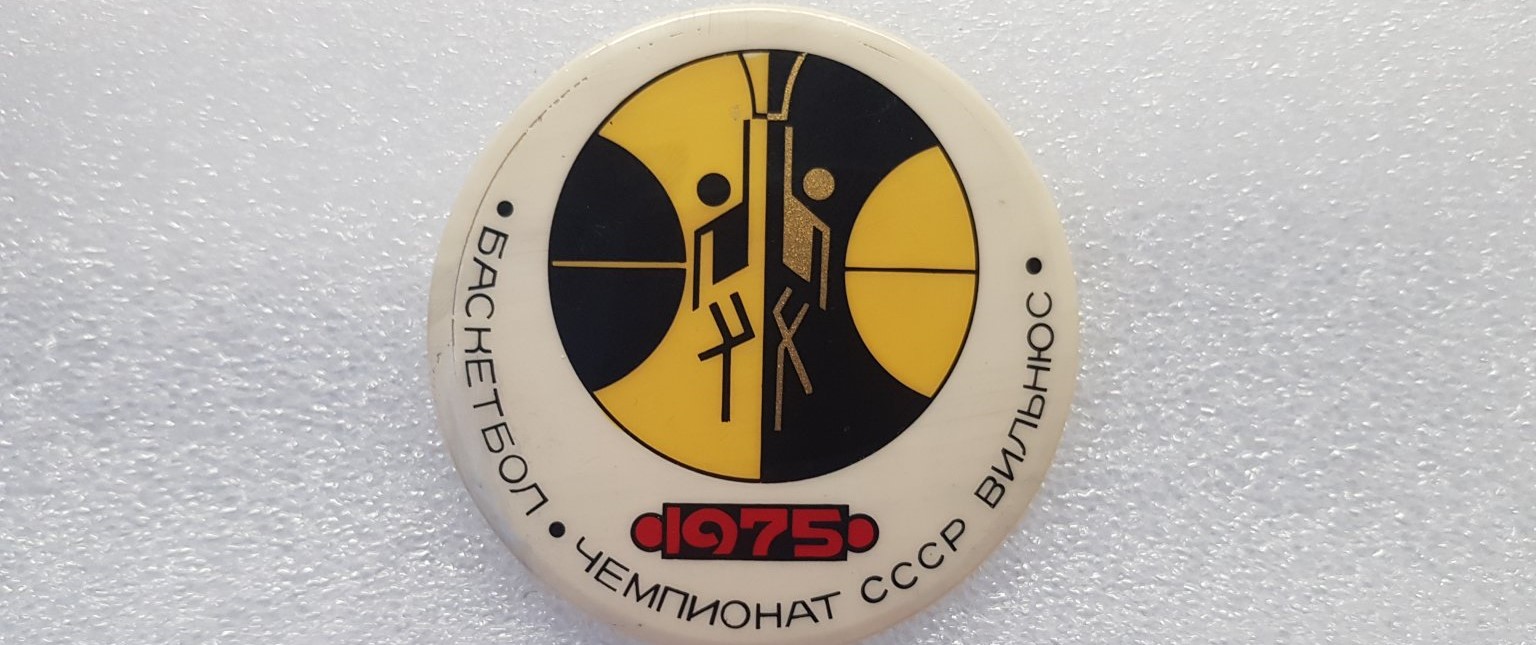 • БАСКЕТБОЛ • ЧЕМПИОНАТ СССР ВИЛЬНЮС •
1975